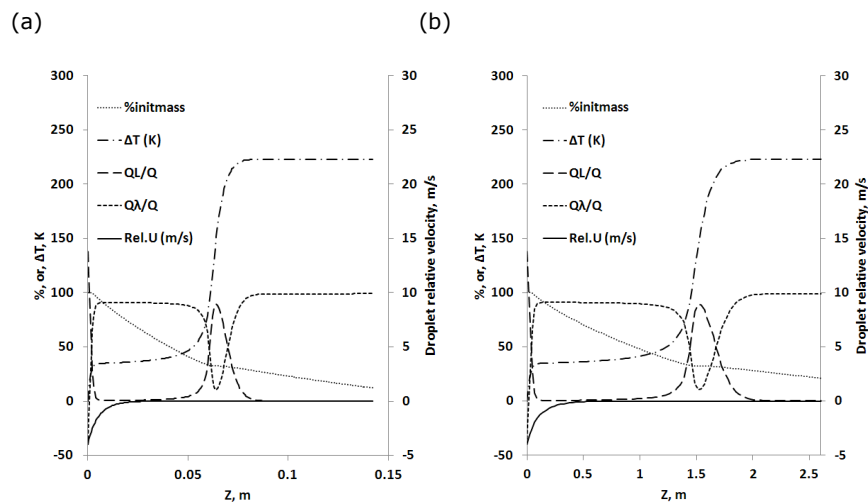 (a)
(b)
300
250
200
150
100
50
0
-50
30
25
20
15
10
5
0
-5
%, or, ΔT, K
Droplet relative velocity, m/s
%initmass
ΔT (K)
QL/Q
Qλ/Q
Rel.U (m/s)
0
0.05
0.1
0.15
Z, m
300
250
200
150
100
50
0
-50
30
25
20
15
10
5
0
-5
%, or, ΔT, K
Droplet relative velocity, m/s
%initmass
ΔT (K)
QL/Q
Qλ/Q
Rel.U (m/s)
0
0.5
1
1.5
2
2.5
Z, m